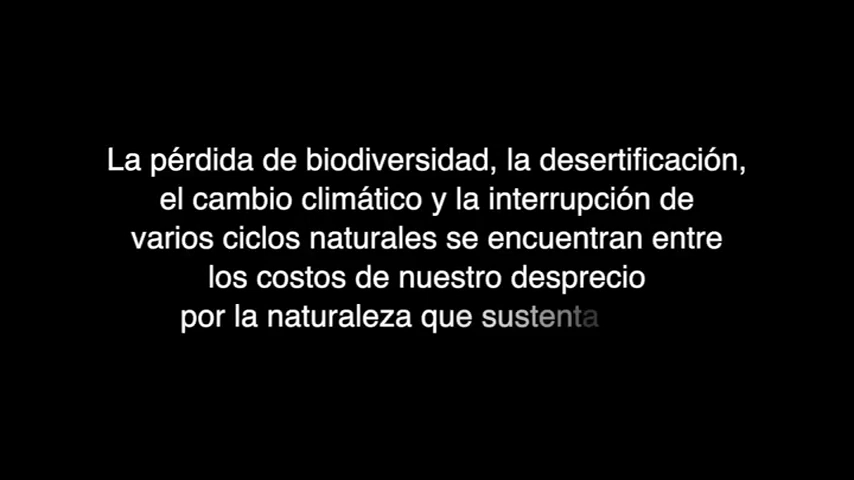 La pérdida de biodiversidad, la desertificación,
el cambio climático y la interrupción de
varios ciclos naturales se encuentran entre
los costos de nuestro desprecio
por la naturaleza que sustenta